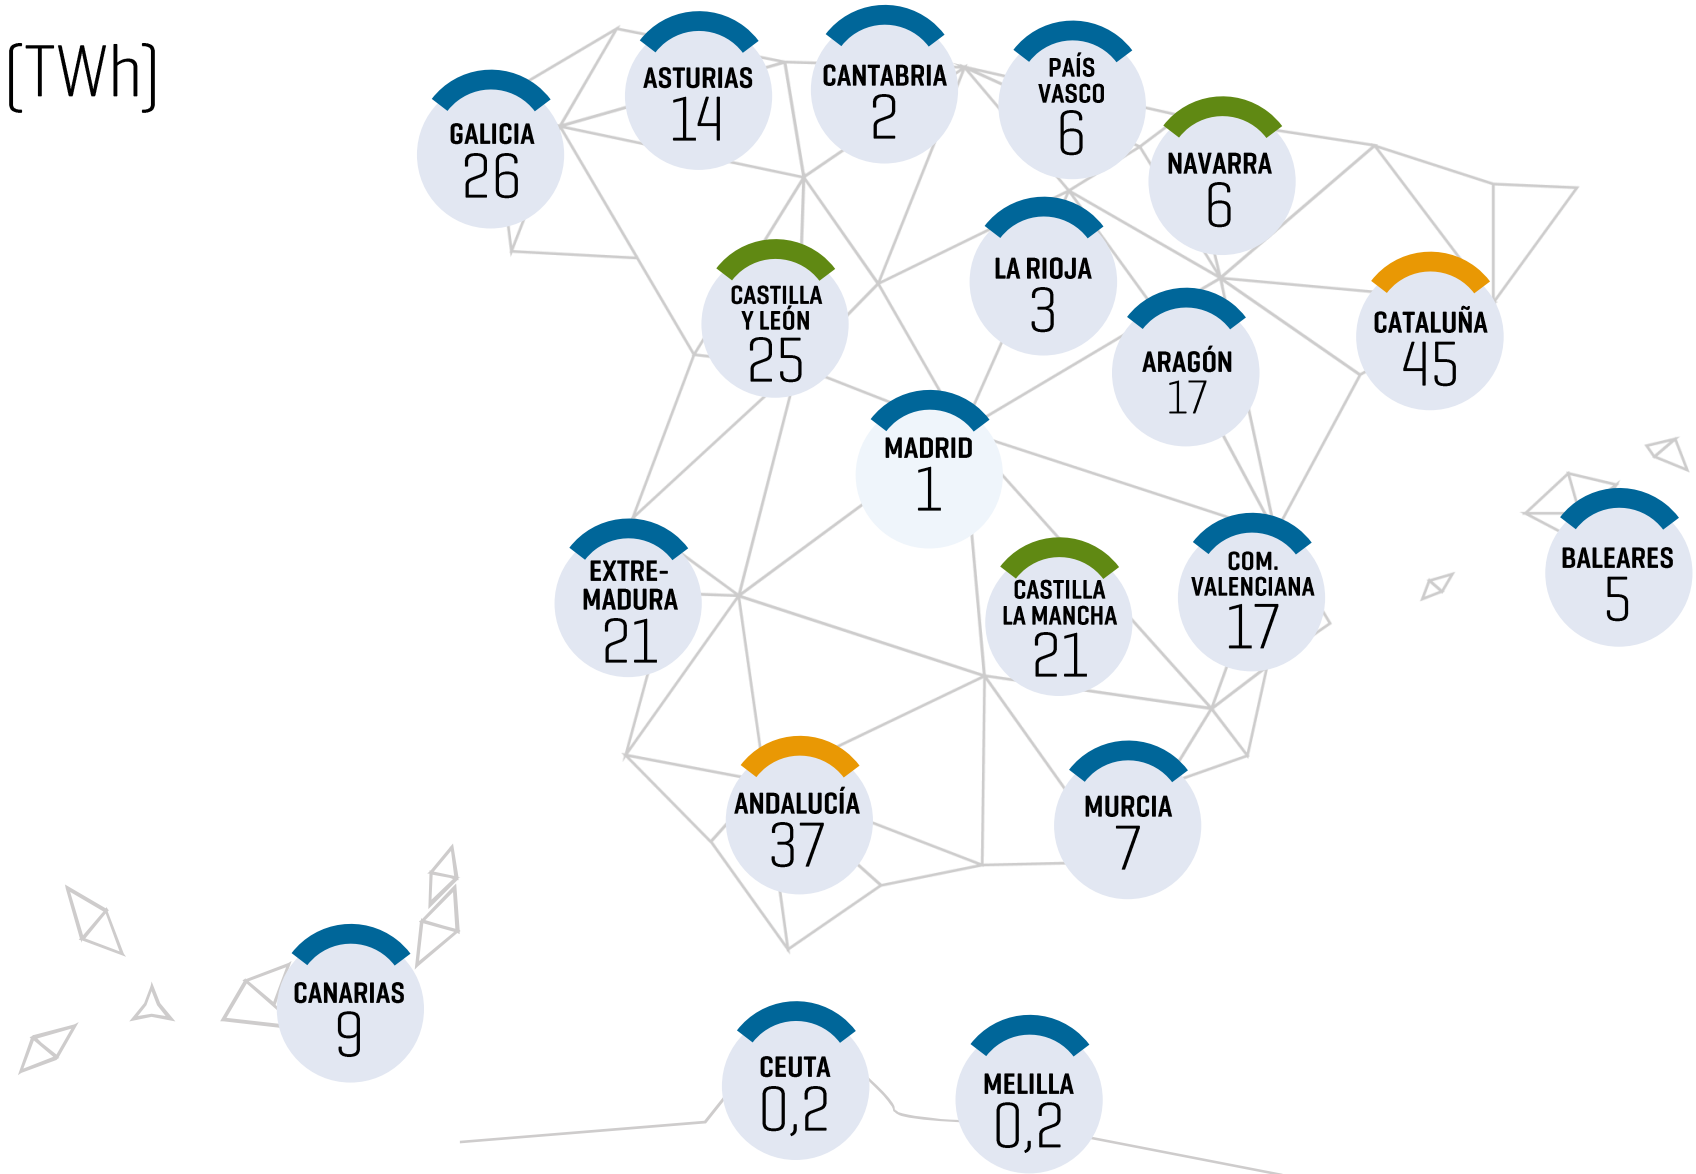 [TWh]
ASTURIAS
14
CANTABRIA
2
PAÍS
VASCO
6
GALICIA
26
NAVARRA
6
LA RIOJA
3
CASTILLA
Y LEÓN
25
CATALUÑA
45
ARAGÓN
17
MADRID
1
EXTRE-
MADURA
21
CASTILLA
LA MANCHA
21
COM.
VALENCIANA
17
BALEARES
5
ANDALUCÍA
37
MURCIA
7
CANARIAS
9
CEUTA
0,2
MELILLA
0,2